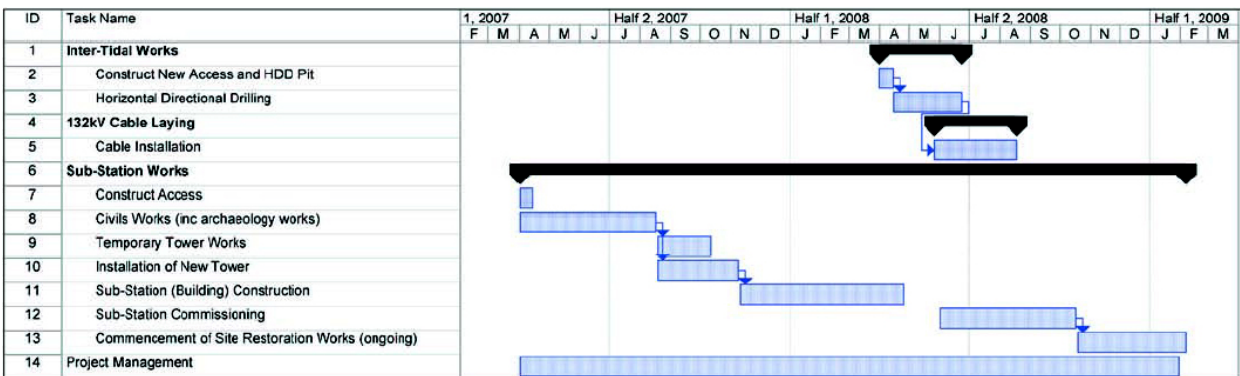 ID Task Name 1, 2007 Half 2, 2007 Half 1, 2008 Half 2, 2008 Half 1, 2009
F M A M J J A S O N D J F M A M J J A S O N D J F M
1 Inter-Tidal Works
2 Construct New Access and HDD Pit
3 Horizontal Directional Drilling
4 132kV Cable Laying
5 Cable Installation
6 Sub-Station Works
7 Construct Access
8 Civils Works (inc archaeology works)
9 Temporary Tower Works
10 Installation of New Tower
11 Sub-Station (Building) Construction
12 Sub-Station Commissioning
13 Commencement of Site Restoration Works (ongoing)
14 Project Management